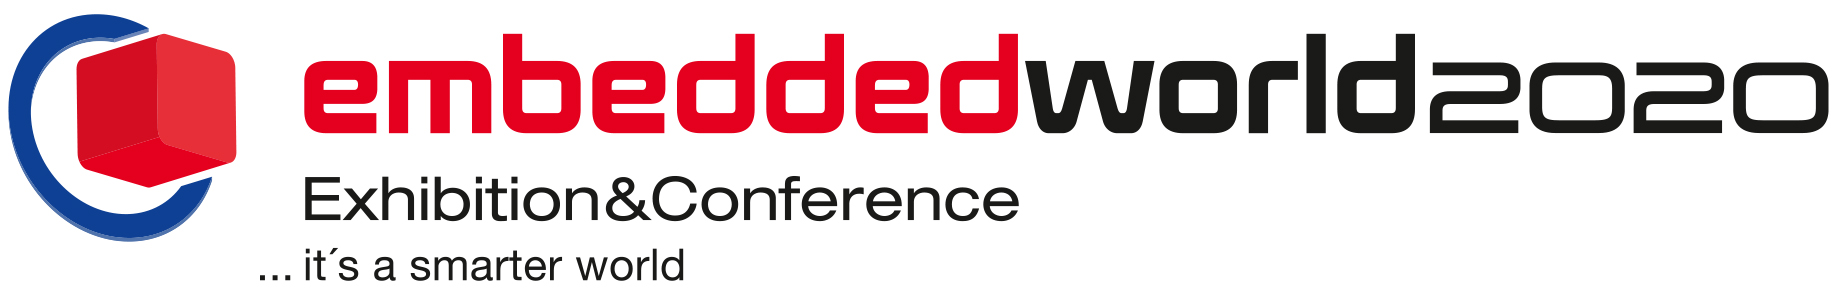 embeddedworld2020
Exhibition&Conference
... it´s a smarter world